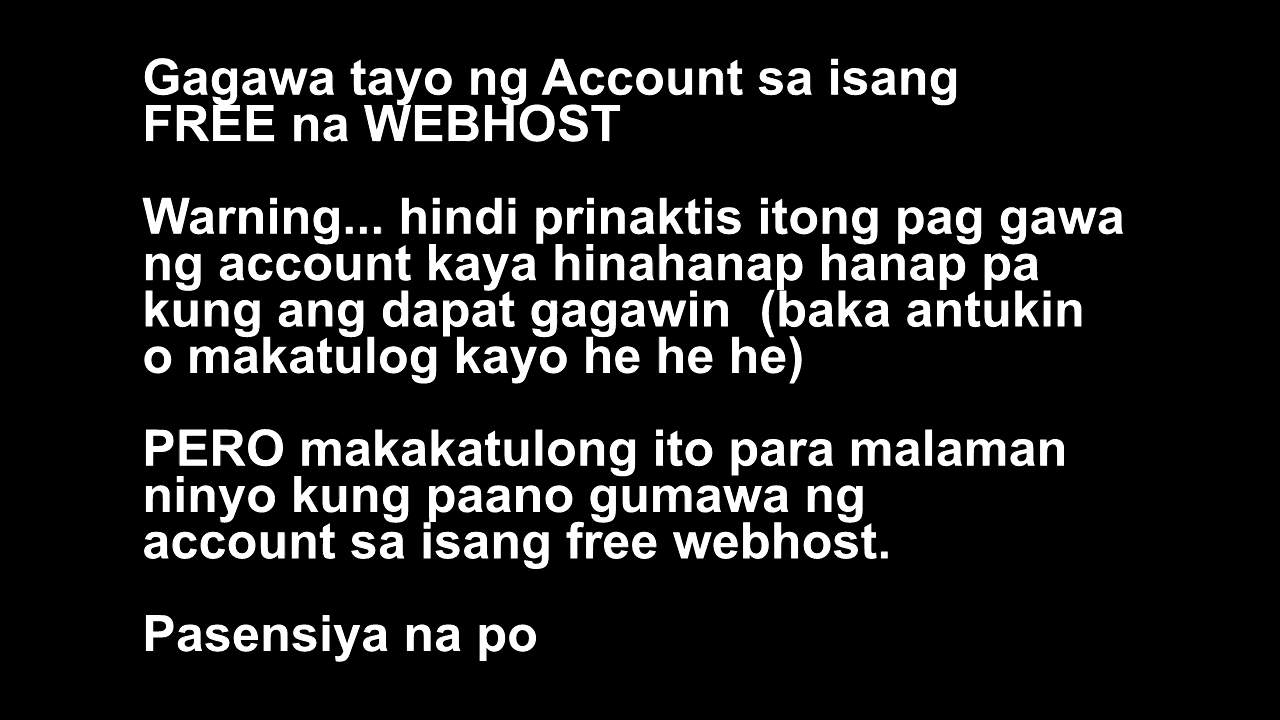 Gagawa tayo ng Account sa isang
FREE na WEBHOST
Warning... hindi prinaktis itong pag gawa
ng account kaya hinahanap hanap pa
kung ang dapat gagawin  (baka antukin
o makatulog kayo he he he)
PERO makakatulong ito para malaman
ninyo kung paano gumawa ng
account sa isang free webhost.
Pasensiya na po